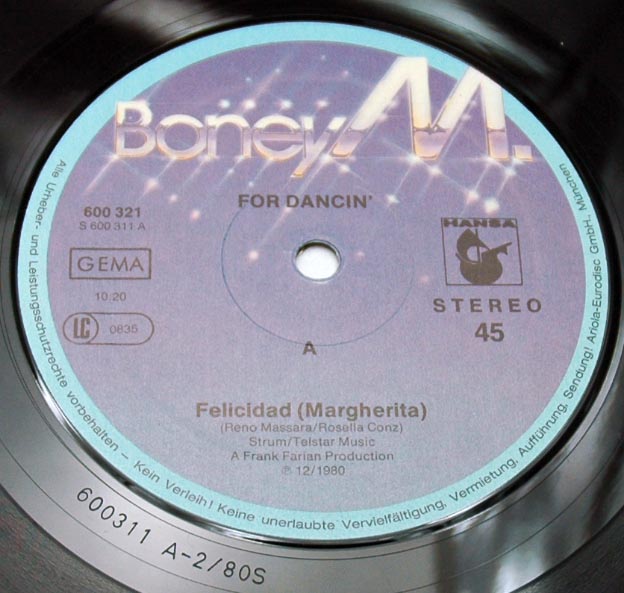 Boney M.
FOR DANCIN'
600 321
S 600 311 A
GEMA
10.20
LC 0835
HANSA
STEREO
45
A
Felicidad (Margherita)
(Reno Massara/Rosella Conz)
Strum/Telstar Music
A Frank Farian Production
℗ 12/1980
Alle Urheber- und Leistungsschutzrechte vorbehalten – Kein Verleih! Keine unerlaubte Vervielfältigung, Vermietung, Aufführung, Sendung! Ariola-Eurodisc GmbH., München
600311 A-2/80S